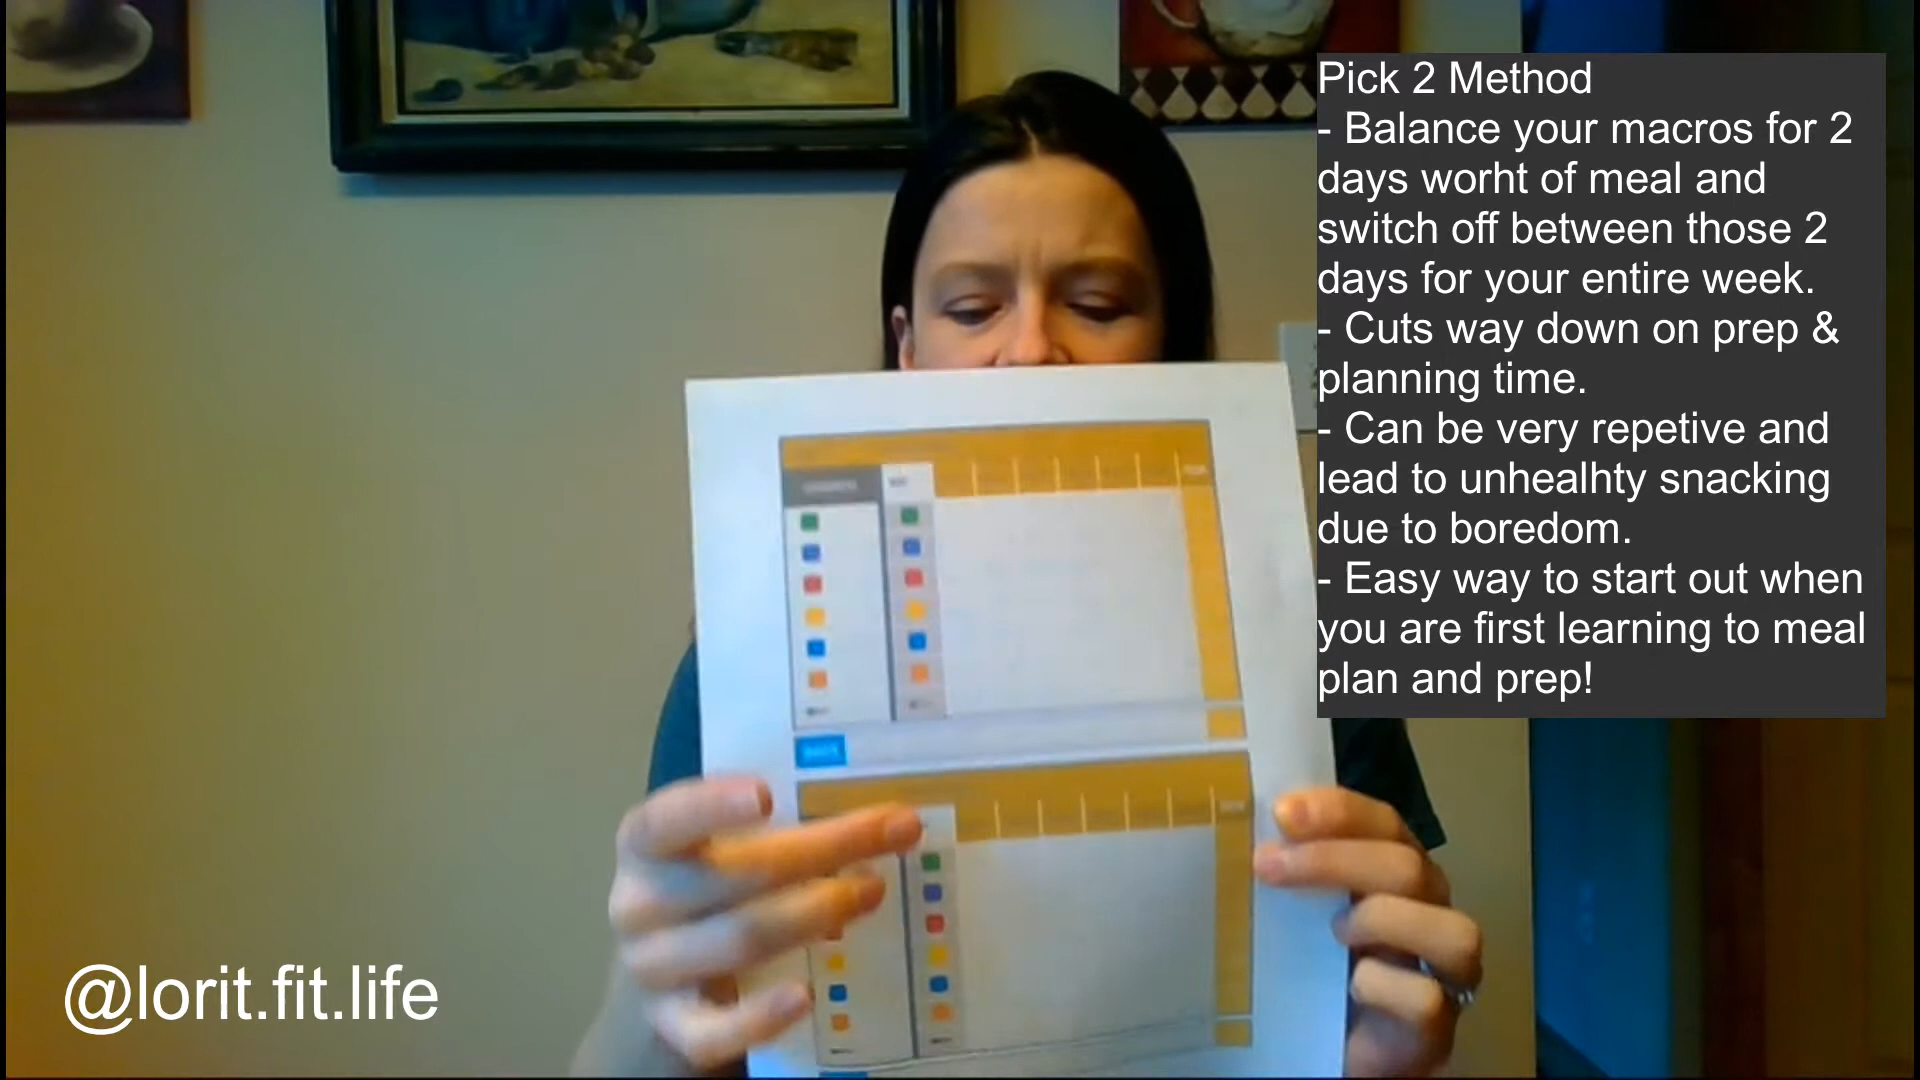 Pick 2 Method
- Balance your macros for 2
days worht of meal and
switch off between those 2
days for your entire week.
- Cuts way down on prep &
planning time.
- Can be very repetive and
lead to unhealhty snacking
due to boredom.
- Easy way to start out when
you are first learning to meal
plan and prep!
@lorit.fit.life